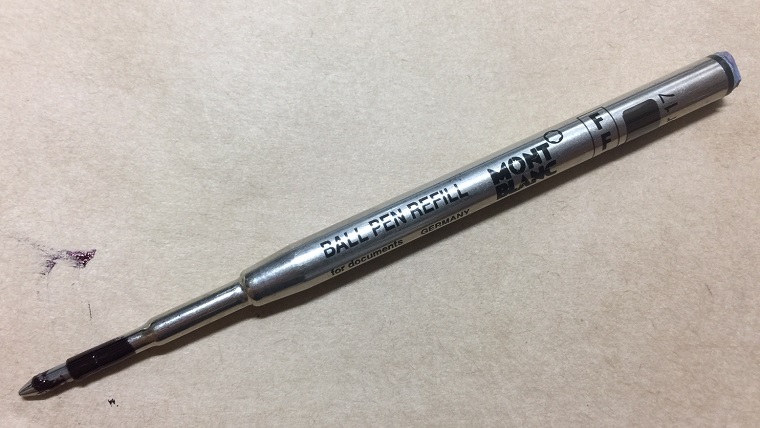 BALL PEN REFILL
for documents GERMANY
MONT
BLANC
F
F